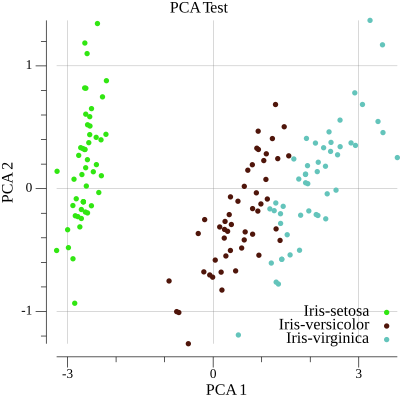 PCA Test
PCA 2
1
0
-1
Iris-setosa
Iris-versicolor
Iris-virginica
-3
0
3
PCA 1